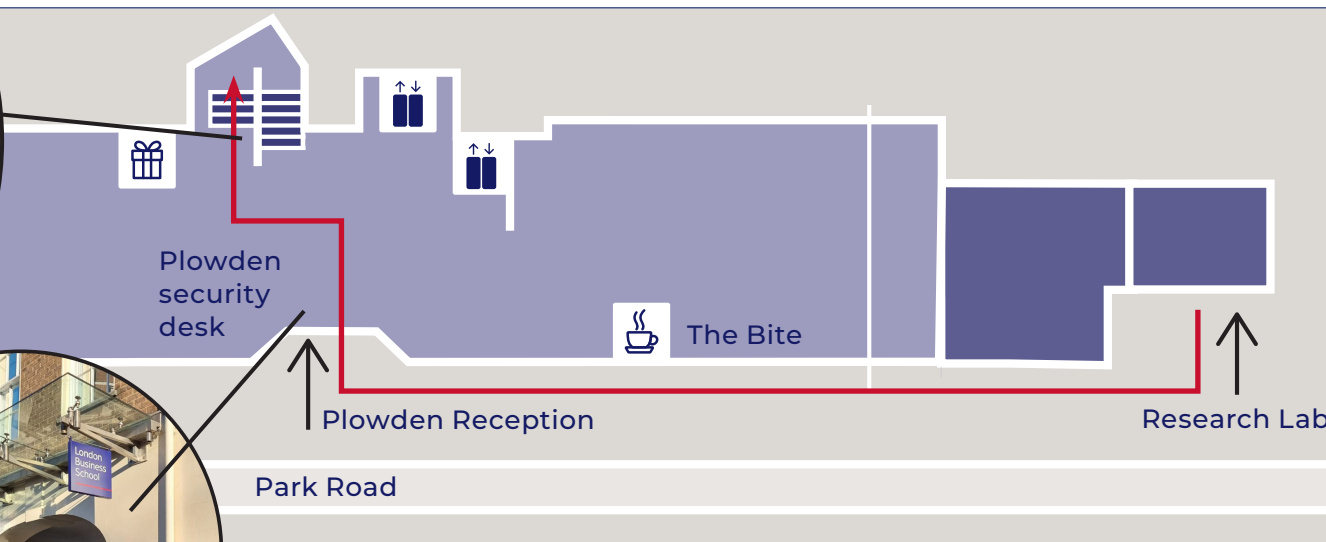 Plowden
security
desk
The Bite
Plowden Reception
Research Lab
London
Business
School
Park Road